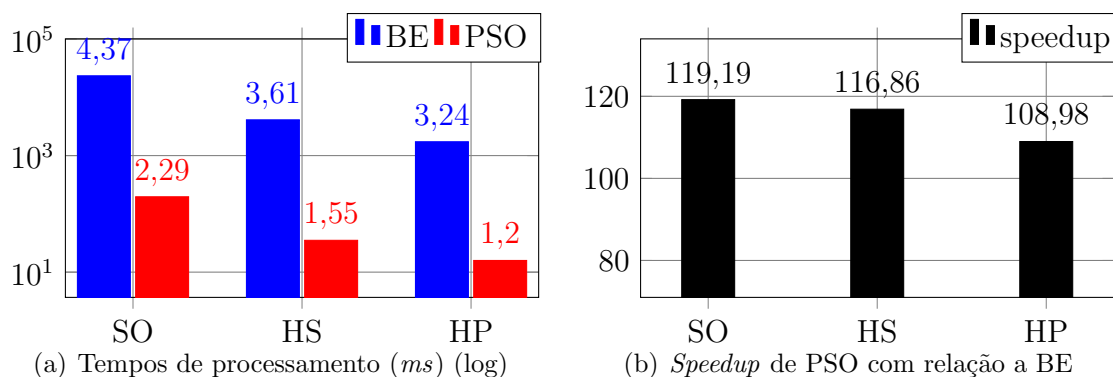 10^5
10^3
10^1
BE PSO
4,37
2,29
3,61
1,55
3,24
1,2
SO HS HP
(a) Tempos de processamento (ms) (log)
speedup
120
100
80
119,19
116,86
108,98
SO HS HP
(b) Speedup de PSO com relação a BE